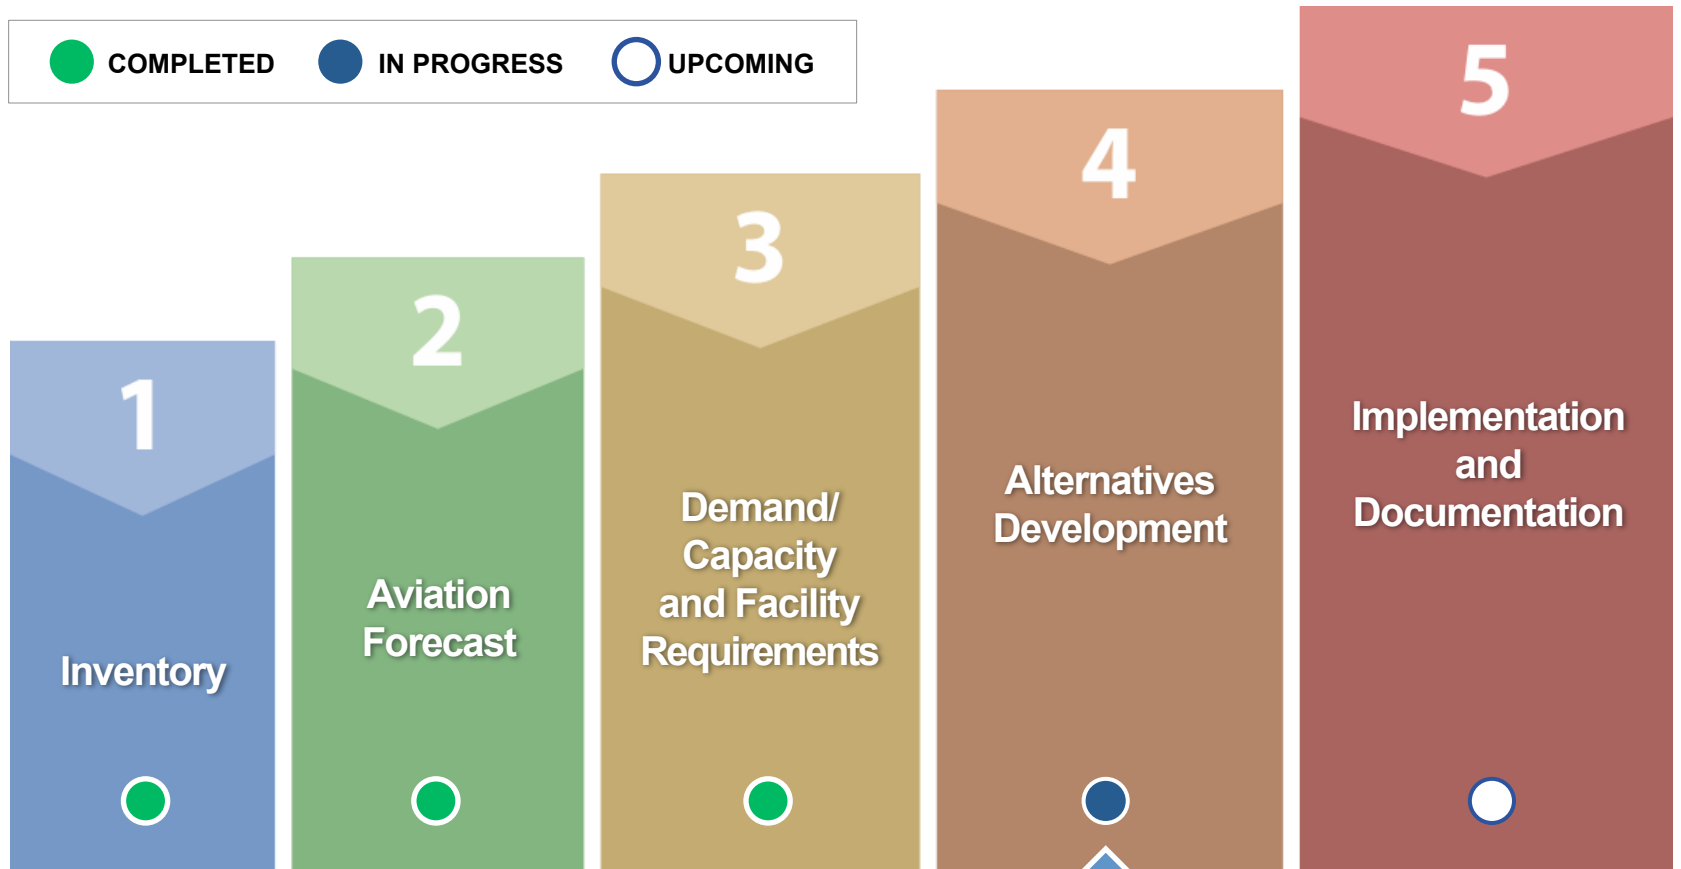 COMPLETED
IN PROGRESS
UPCOMING
1
Inventory
2
Aviation
Forecast
3
Demand/
Capacity
and Facility
Requirements
4
Alternatives
Development
5
Implementation
and
Documentation